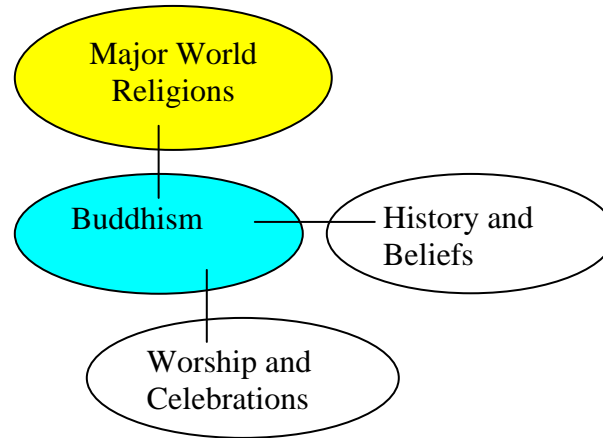 Major World
Religions
Buddhism
History and
Beliefs
Worship and
Celebrations